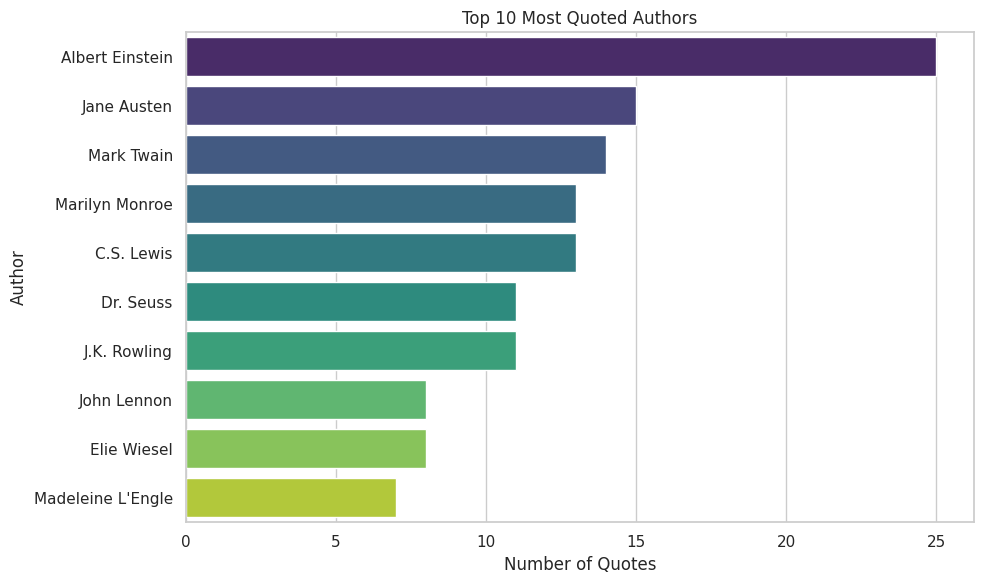 Top 10 Most Quoted Authors
Author
Albert Einstein
Jane Austen
Mark Twain
Marilyn Monroe
C.S. Lewis
Dr. Seuss
J.K. Rowling
John Lennon
Elie Wiesel
Madeleine L'Engle
0 5 10 15 20 25
Number of Quotes